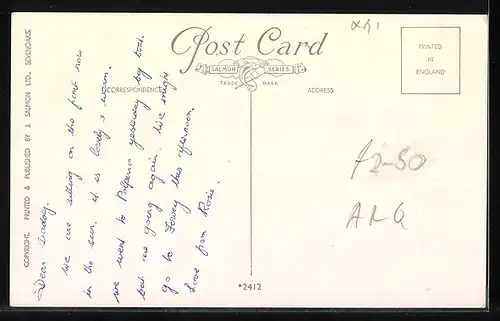 Post Card
SALMON SERIES
TRADE MARK
CORRESPONDENCE
ADDRESS
PRINTED
IN
ENGLAND
COPYRIGHT, PRINTED & PUBLISHED BY J. SALMON LTD., SEVENOAKS
Dear Daddy,
We are sitting on the front now
in the sun. it is lovely & warm.
we went to Polperro yesterday by boat.
but are going again. We might
go to Fowey this afternoon.
Love from Rosie.
*2412
72-50
ARG